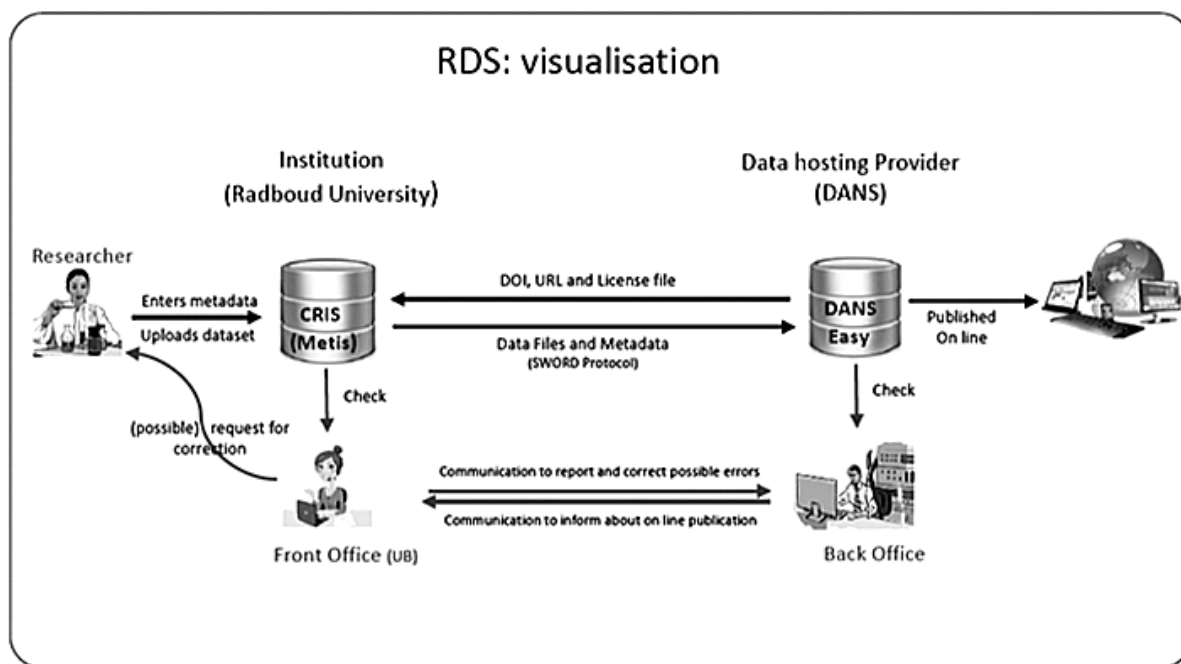 RDS: visualisation
Institution
(Radboud University)
Data hosting Provider
(DANS)
Researcher
Enters metadata
Uploads dataset
CRIS
(Metis)
DOI, URL and License file
Data Files and Metadata
(SWORD Protocol)
DANS
Easy
Published
On line
Check
Check
(possible) request for
correction
Communication to report and correct possible errors
Communication to inform about on line publication
Front Office (UB)
Back Office